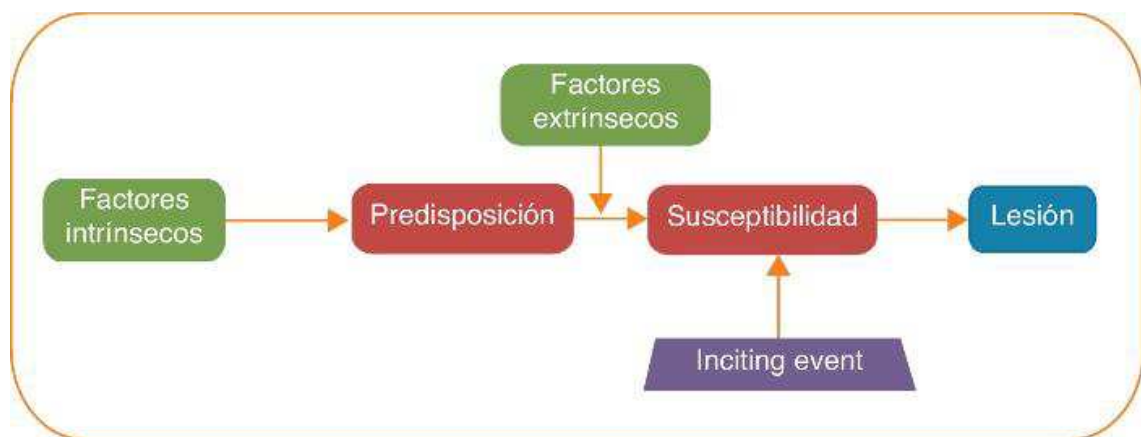 Factores
extrínsecos
Factores
intrínsecos
Predisposición
Susceptibilidad
Lesión
Inciting event